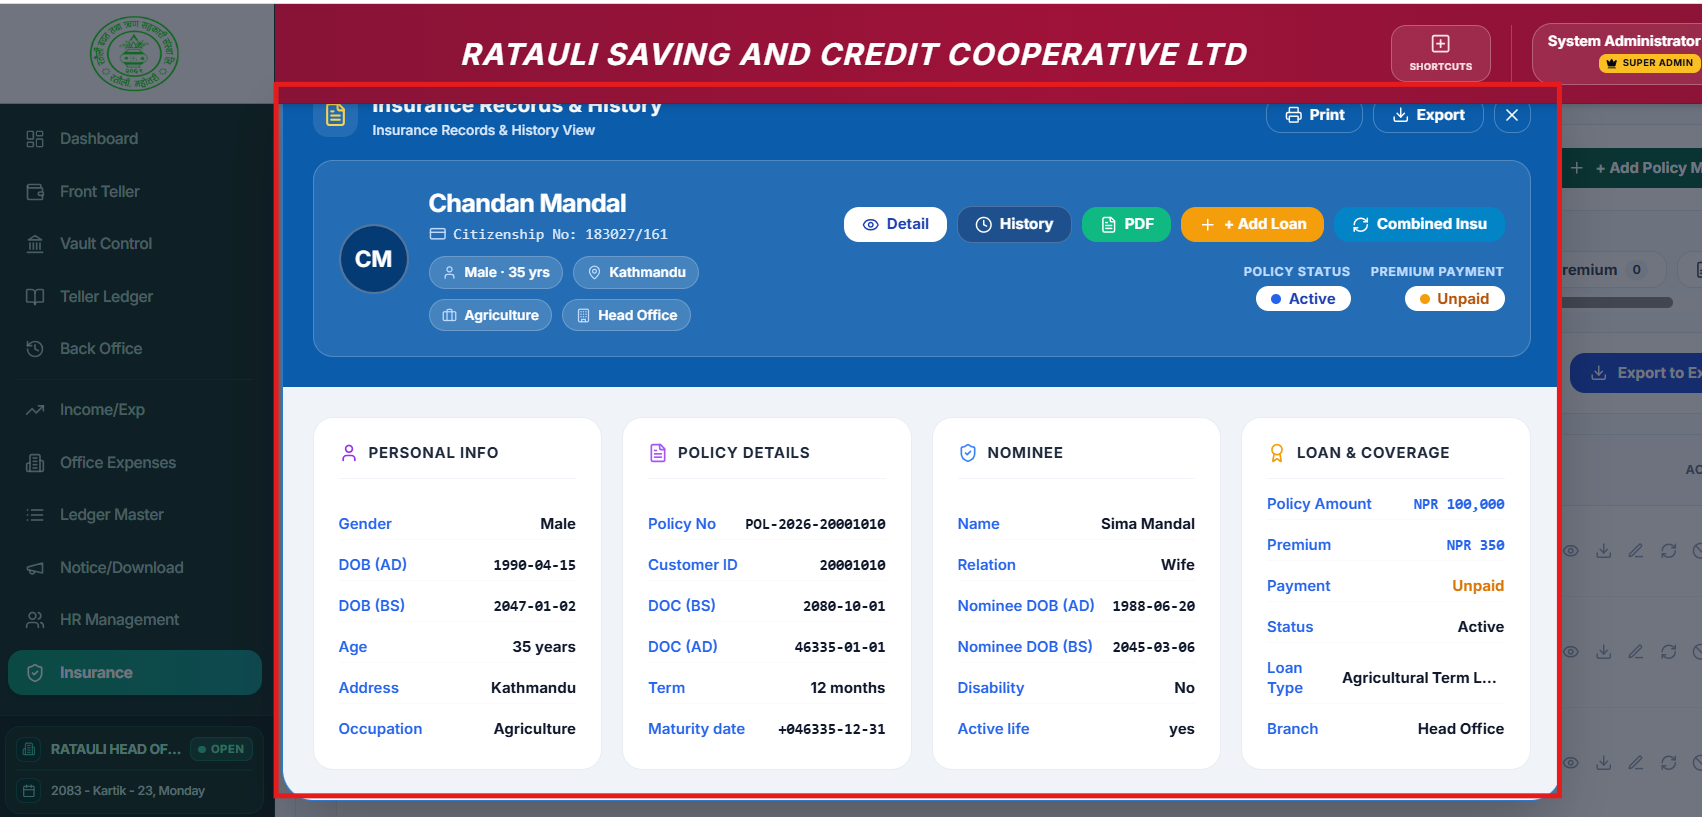 RATAULI SAVING AND CREDIT COOPERATIVE LTD
SHORTCUTS
System Administrator
SUPER ADMIN
Dashboard
Front Teller
Vault Control
Teller Ledger
Back Office
Income/Exp
Office Expenses
Ledger Master
Notice/Download
HR Management
Insurance
RATAULI HEAD OF...
OPEN
2083 - Kartik - 23, Monday
Insurance Records & History
Insurance Records & History View
Print
Export
Chandan Mandal
Citizenship No: 183027/161
CM
Male · 35 yrs
Kathmandu
Agriculture
Head Office
Detail
History
PDF
+ Add Loan
Combined Insu
POLICY STATUS
PREMIUM PAYMENT
Active
Unpaid
PERSONAL INFO
Gender Male
DOB (AD) 1990-04-15
DOB (BS) 2047-01-02
Age 35 years
Address Kathmandu
Occupation Agriculture
POLICY DETAILS
Policy No POL-2026-20001010
Customer ID 20001010
DOC (BS) 2080-10-01
DOC (AD) 46335-01-01
Term 12 months
Maturity date +046335-12-31
NOMINEE
Name Sima Mandal
Relation Wife
Nominee DOB (AD) 1988-06-20
Nominee DOB (BS) 2045-03-06
Disability No
Active life yes
LOAN & COVERAGE
Policy Amount NPR 100,000
Premium NPR 350
Payment Unpaid
Status Active
Loan Type Agricultural Term L...
Branch Head Office
+ Add Policy M
remium 0
Export to Ex
AC